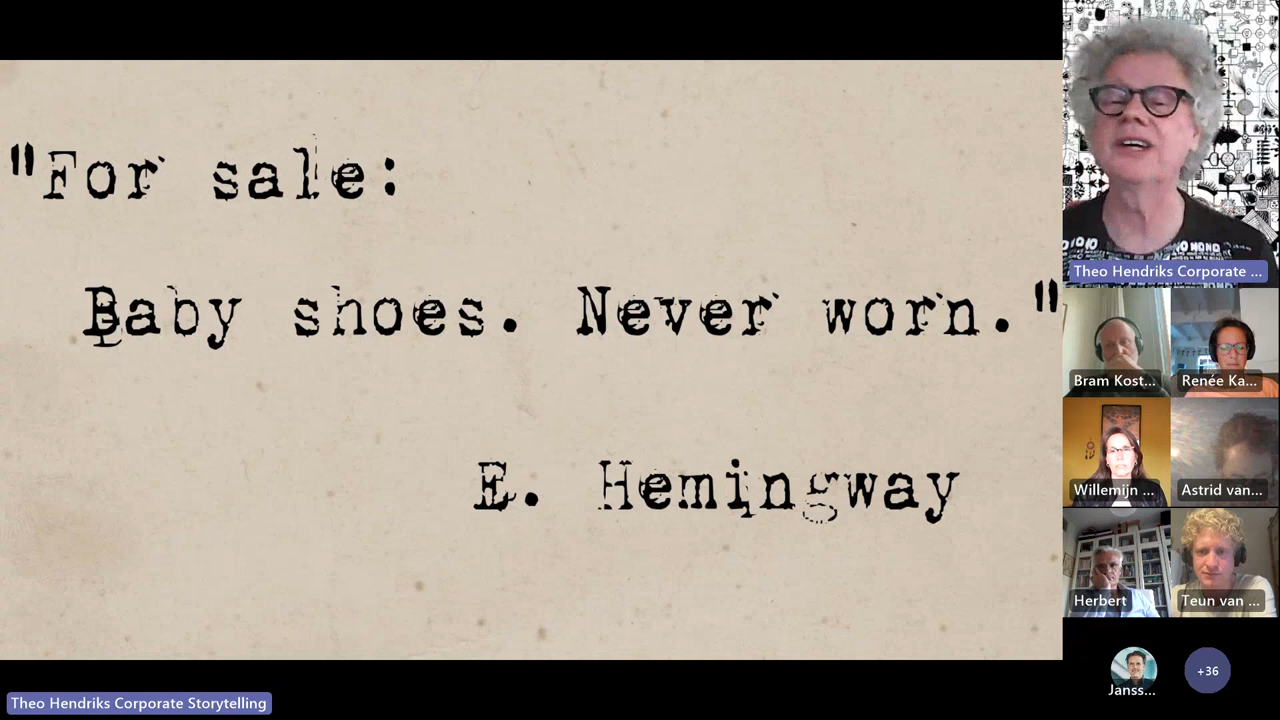 "For sale:
Baby shoes. Never worn."
E. Hemingway
Theo Hendriks Corporate ...
Bram Kost...
Renée Ka...
Willemijn ...
Astrid van...
Herbert
Teun van ...
Janss...
+36
Theo Hendriks Corporate Storytelling